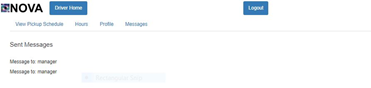 NOVA Driver Home Logout
View Pickup Schedule Hours Profile Messages
Sent Messages
Message to: manager
Message to: manager